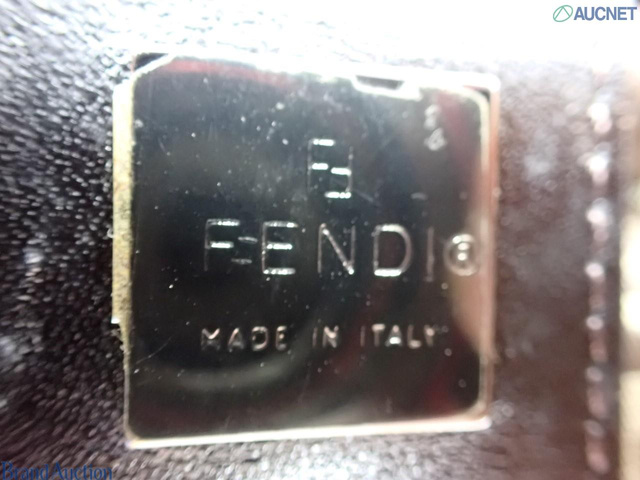 AUCNET
FENDI®
MADE IN ITALY
Brand Auction